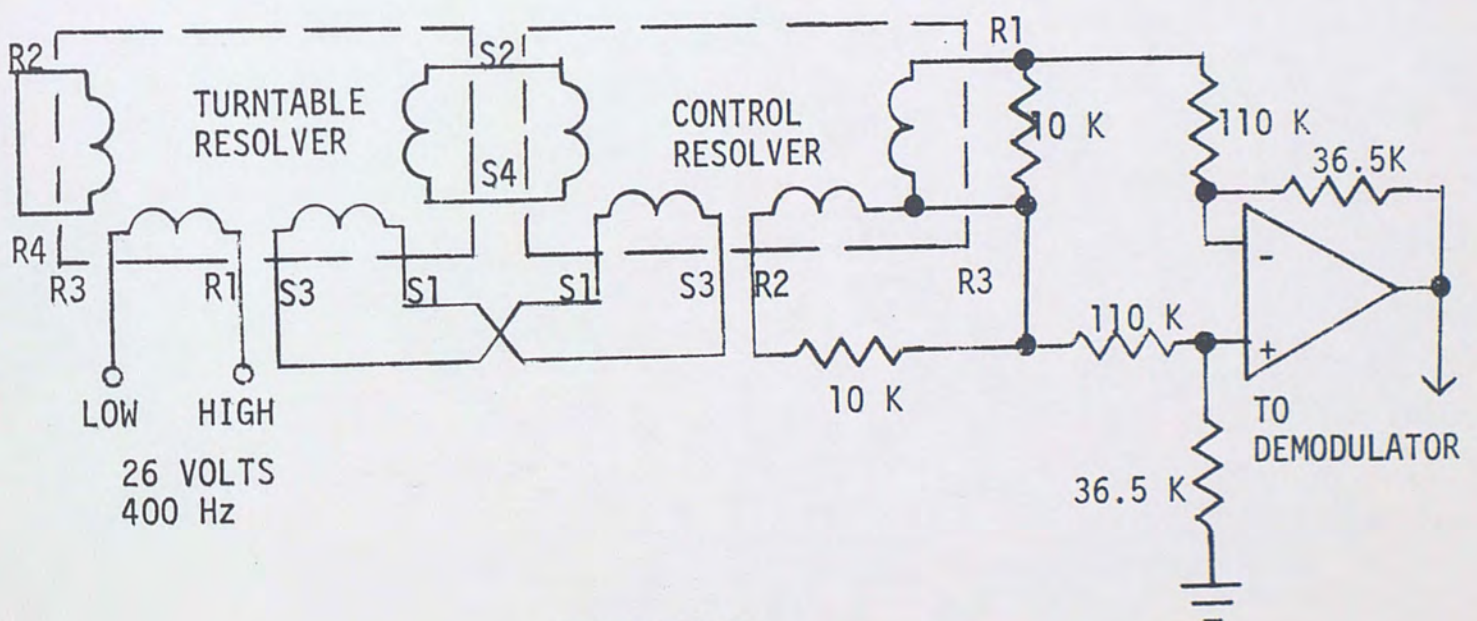 R2
TURNTABLE
RESOLVER
S2
S4
CONTROL
RESOLVER
R1
10 K
110 K
36.5K
R4
R3
R1
S3
S1
S1
S3
R2
R3
LOW
HIGH
26 VOLTS
400 Hz
10 K
110 K
-
+
36.5 K
TO
DEMODULATOR